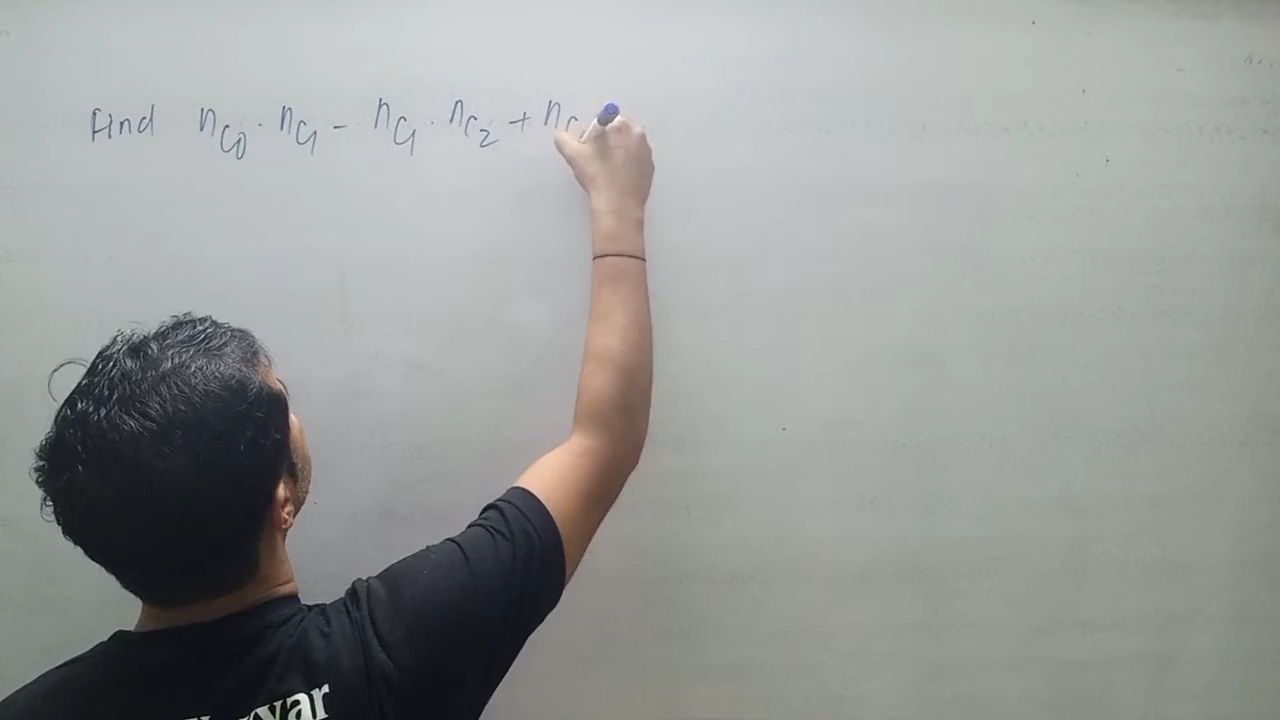 Find nC0 . nC1 - nC1 . nC2 + nC